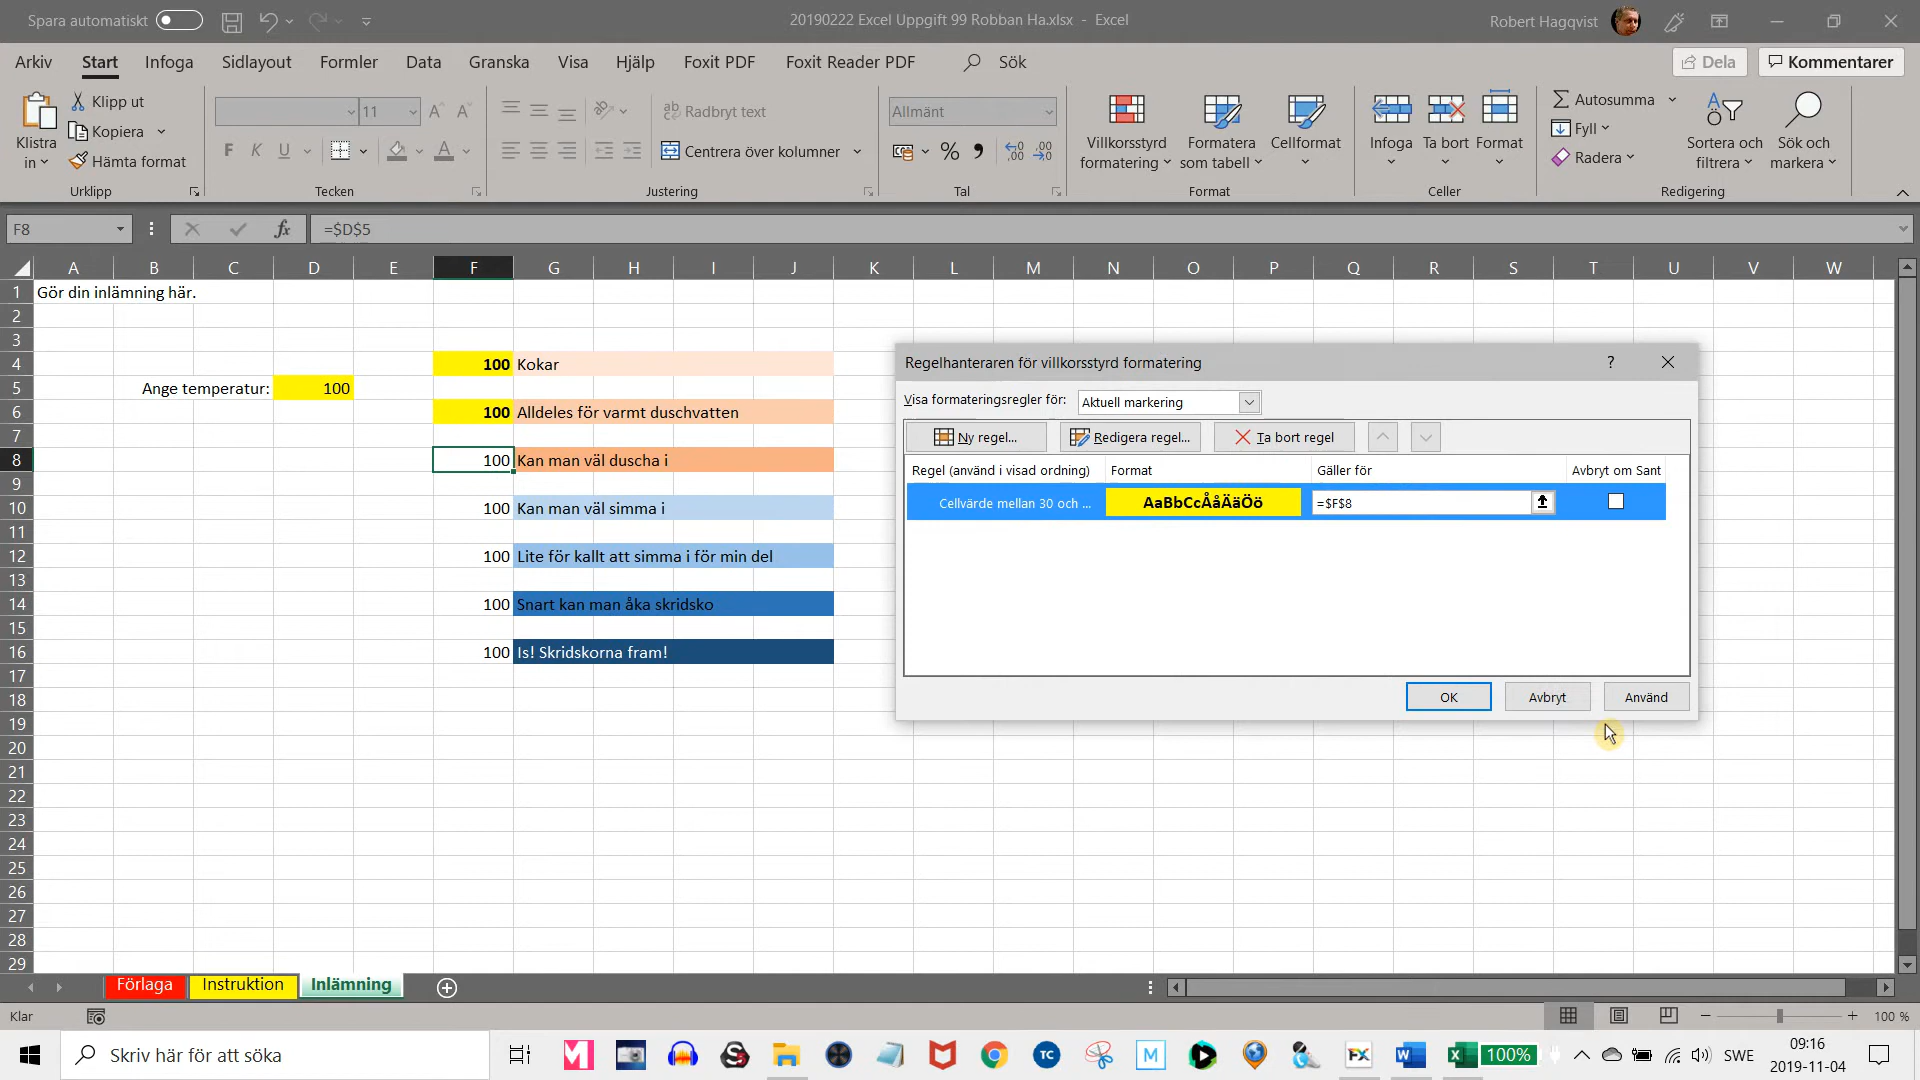 Spara automatiskt
20190222 Excel Uppgift 99 Robban Ha.xlsx - Excel
Robert Hagqvist
Arkiv Start Infoga Sidlayout Formler Data Granska Visa Hjälp Foxit PDF Foxit Reader PDF Sök Dela Kommentarer
Klistra in
Klipp ut
Kopiera
Hämta format
Urklipp
11
F K U
Tecken
Radbryt text
Centrera över kolumner
Justering
Allmänt
Tal
Villkorsstyrd formatering
Formatera som tabell
Cellformat
Format
Infoga Ta bort Format
Celler
Autosumma
Fyll
Radera
Sortera och filtrera
Sök och markera
Redigering
F8 fx =$D$5
A B C D E F G H I J K L M N O P Q R S T U V W
1 Gör din inlämning här.
2
3
4 100 Kokar
5 Ange temperatur: 100
6 100 Alldeles för varmt duschvatten
7
8 100 Kan man väl duscha i
9
10 100 Kan man väl simma i
11
12 100 Lite för kallt att simma i för min del
13
14 100 Snart kan man åka skridsko
15
16 100 Is! Skridskorna fram!
17
18
19
20
21
22
23
24
25
26
27
28
29
Regelhanteraren för villkorsstyrd formatering ?
Visa formateringsregler för: Aktuell markering
Ny regel... Redigera regel... Ta bort regel
Regel (använd i visad ordning) Format Gäller för Avbryt om Sant
Cellvärde mellan 30 och ... AaBbCcÅåÄäÖö =$F$8
OK Avbryt Använd
Förlaga Instruktion Inlämning
Klar
100 %
Skriv här för att söka
100%
SWE
09:16
2019-11-04